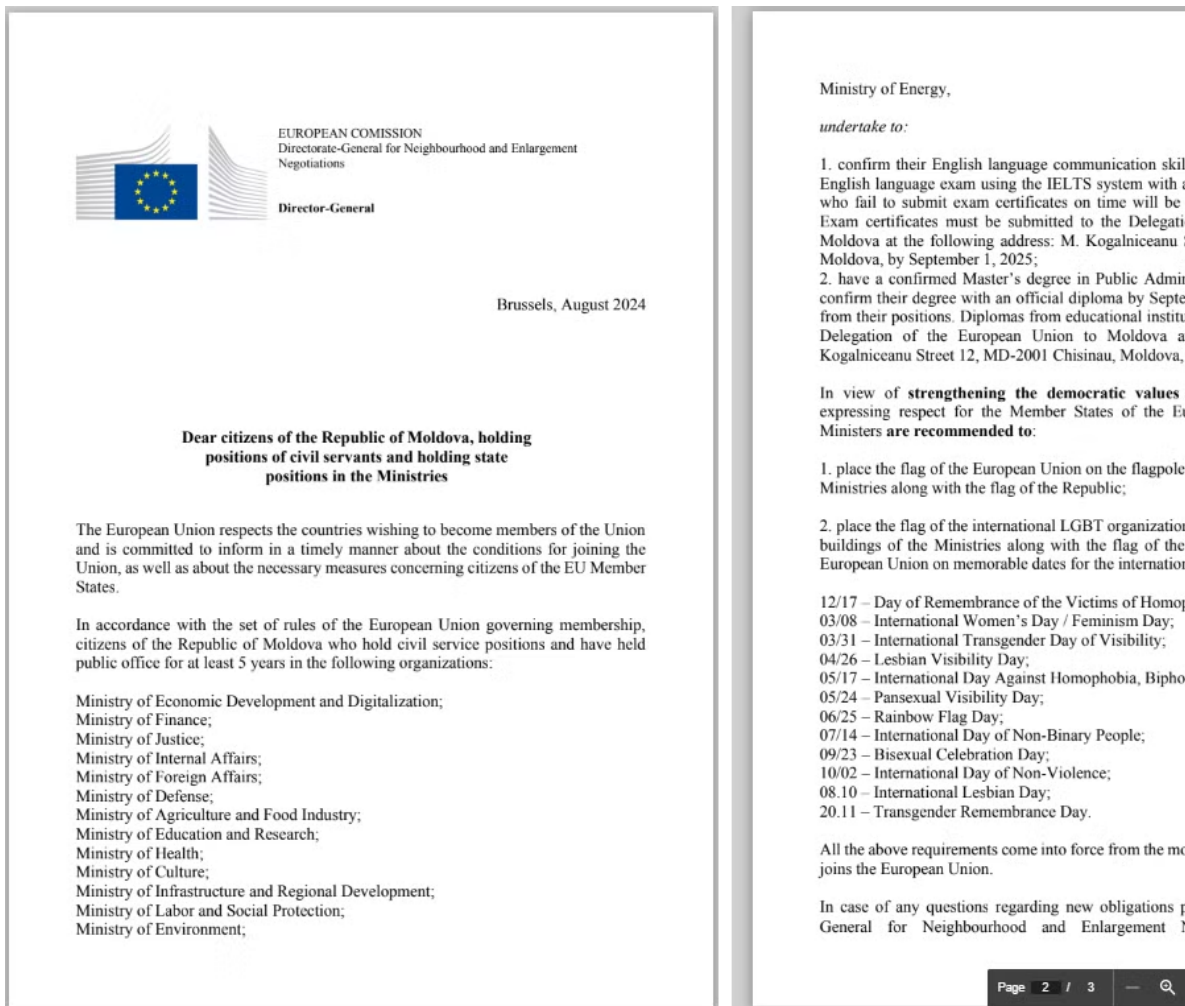 EUROPEAN COMISSION
Directorate-General for Neighbourhood and Enlargement
Negotiations
Director-General
Brussels, August 2024
Dear citizens of the Republic of Moldova, holding
positions of civil servants and holding state
positions in the Ministries
The European Union respects the countries wishing to become members of the Union
and is committed to inform in a timely manner about the conditions for joining the
Union, as well as about the necessary measures concerning citizens of the EU Member
States.
In accordance with the set of rules of the European Union governing membership,
citizens of the Republic of Moldova who hold civil service positions and have held
public office for at least 5 years in the following organizations:
Ministry of Economic Development and Digitalization;
Ministry of Finance;
Ministry of Justice;
Ministry of Internal Affairs;
Ministry of Foreign Affairs;
Ministry of Defense;
Ministry of Agriculture and Food Industry;
Ministry of Education and Research;
Ministry of Health;
Ministry of Culture;
Ministry of Infrastructure and Regional Development;
Ministry of Labor and Social Protection;
Ministry of Environment;
Ministry of Energy,
undertake to:
1. confirm their English language communication skil
English language exam using the IELTS system with a
who fail to submit exam certificates on time will be
Exam certificates must be submitted to the Delegati
Moldova at the following address: M. Kogalniceanu
Moldova, by September 1, 2025;
2. have a confirmed Master's degree in Public Admin
confirm their degree with an official diploma by Septe
from their positions. Diplomas from educational institu
Delegation of the European Union to Moldova a
Kogalniceanu Street 12, MD-2001 Chisinau, Moldova,
In view of strengthening the democratic values
expressing respect for the Member States of the Eu
Ministers are recommended to:
1. place the flag of the European Union on the flagpole
Ministries along with the flag of the Republic;
2. place the flag of the international LGBT organization
buildings of the Ministries along with the flag of the
European Union on memorable dates for the internation
12/17 – Day of Remembrance of the Victims of Homop
03/08 – International Women's Day / Feminism Day;
03/31 – International Transgender Day of Visibility;
04/26 – Lesbian Visibility Day;
05/17 – International Day Against Homophobia, Bipho
05/24 – Pansexual Visibility Day;
06/25 – Rainbow Flag Day;
07/14 – International Day of Non-Binary People;
09/23 – Bisexual Celebration Day;
10/02 – International Day of Non-Violence;
08.10 – International Lesbian Day;
20.11 – Transgender Remembrance Day.
All the above requirements come into force from the mo
joins the European Union.
In case of any questions regarding new obligations p
General for Neighbourhood and Enlargement N
Page 2 / 3